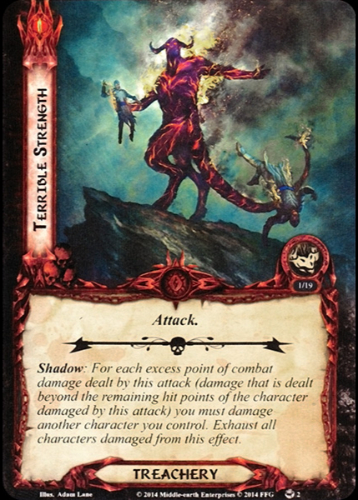 TERRIBLE STRENGTH
1/19
Attack.
Shadow: For each excess point of combat
damage dealt by this attack (damage that is dealt
beyond the remaining hit points of the character
damaged by this attack) you must damage
another character you control. Exhaust all
characters damaged from this effect.
TREACHERY
Illus. Adam Lane © 2014 Middle-earth Enterprises © 2014 FFG 2